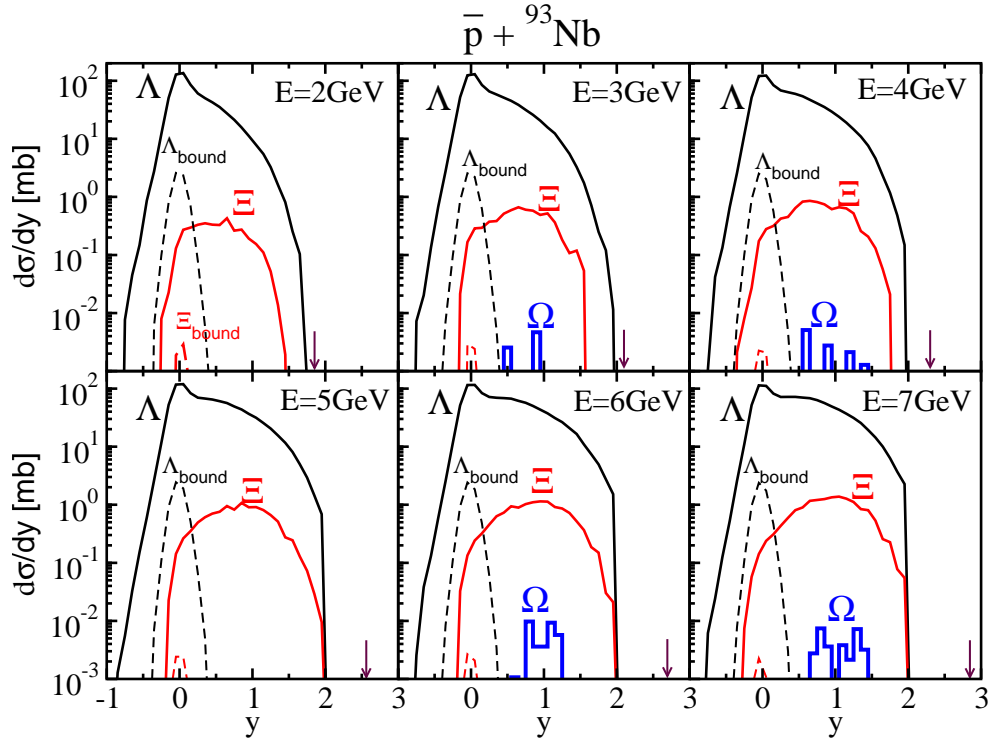 p̅ + ⁹³Nb
Λ E=2GeV Λ E=3GeV Λ E=4GeV
10² 10¹ 10⁰ 10⁻¹ 10⁻²
dσ/dy [mb]
Λbound Ξ Λbound Ξ Λbound Ξ
Ξbound Ω Ω
Λ E=5GeV Λ E=6GeV Λ E=7GeV
10² 10¹ 10⁰ 10⁻¹ 10⁻² 10⁻³
dσ/dy [mb]
Λbound Ξ Λbound Ξ Λbound Ξ
Ω Ω
-1 0 1 2 3 0 1 2 3 0 1 2 3
y y y